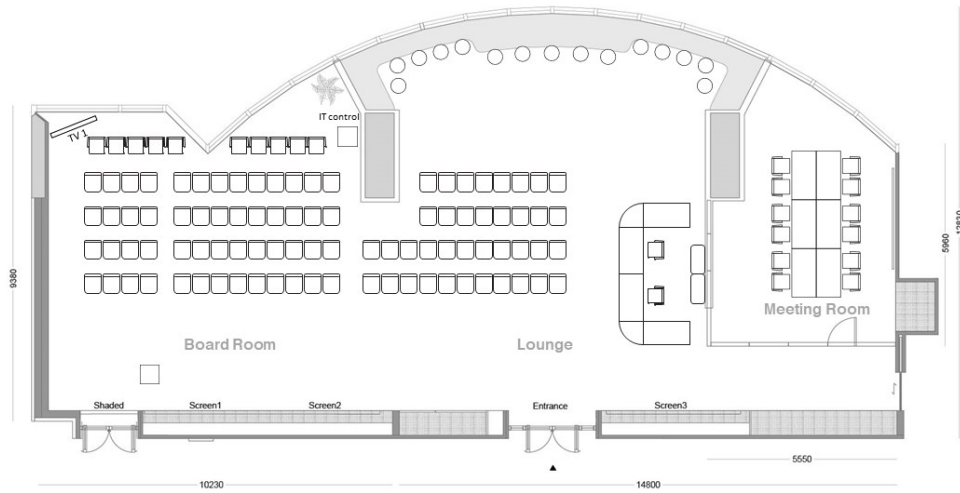 IT control
TV 1
Board Room
Lounge
Meeting Room
Shaded
Screen1
Screen2
Entrance
Screen3
9380
5960
12820
5550
10230
14800